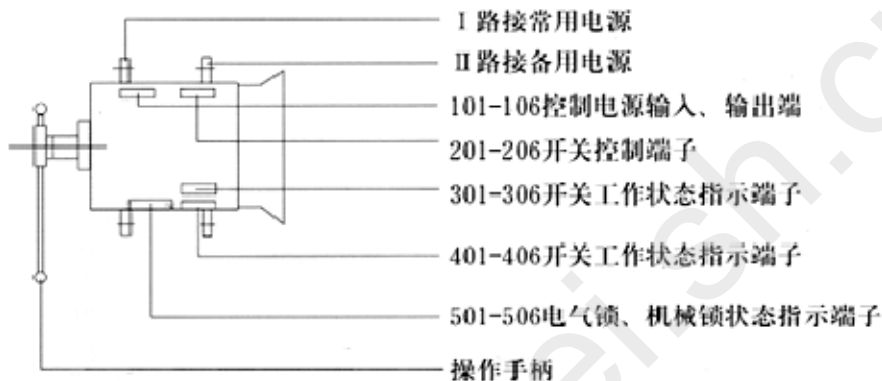 I 路接常用电源
II 路接备用电源
101-106控制电源输入、输出端
201-206开关控制端子
301-306开关工作状态指示端子
401-406开关工作状态指示端子
501-506电气锁、机械锁状态指示端子
操作手柄
ei.sh.c